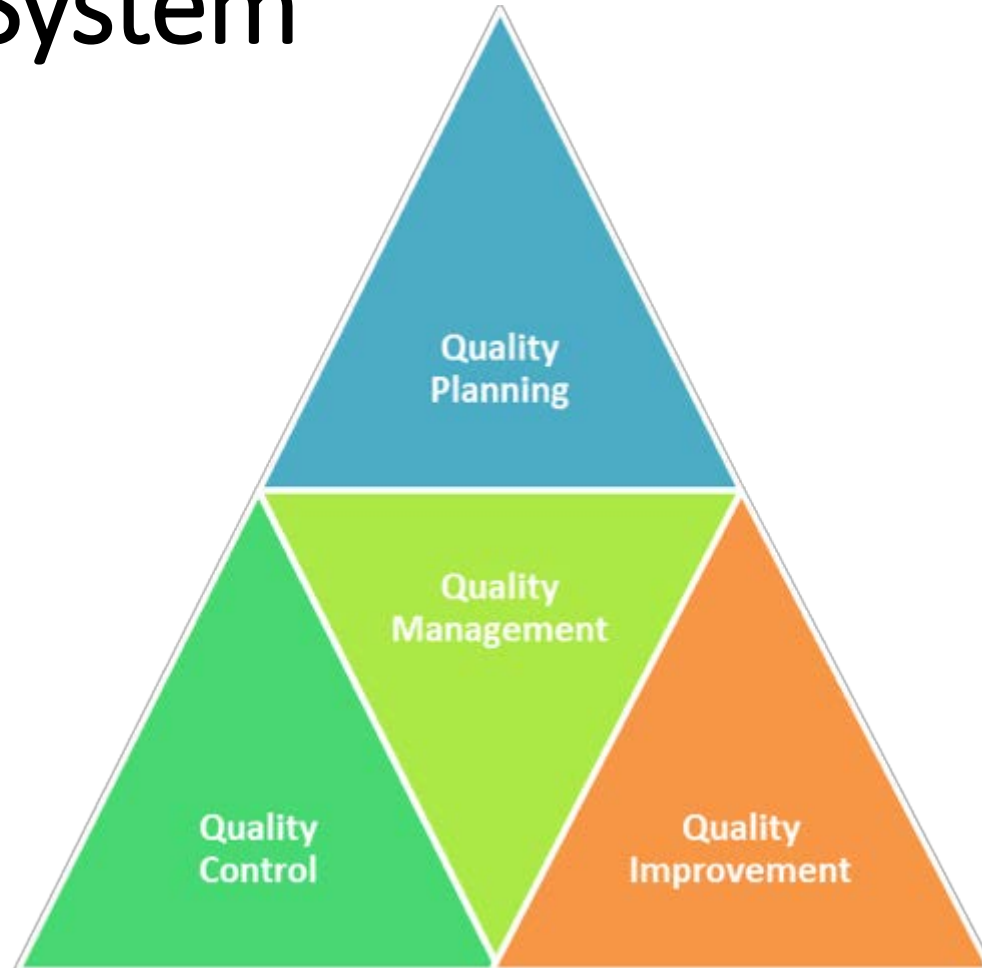 System
Quality
Planning
Quality
Management
Quality
Control
Quality
Improvement